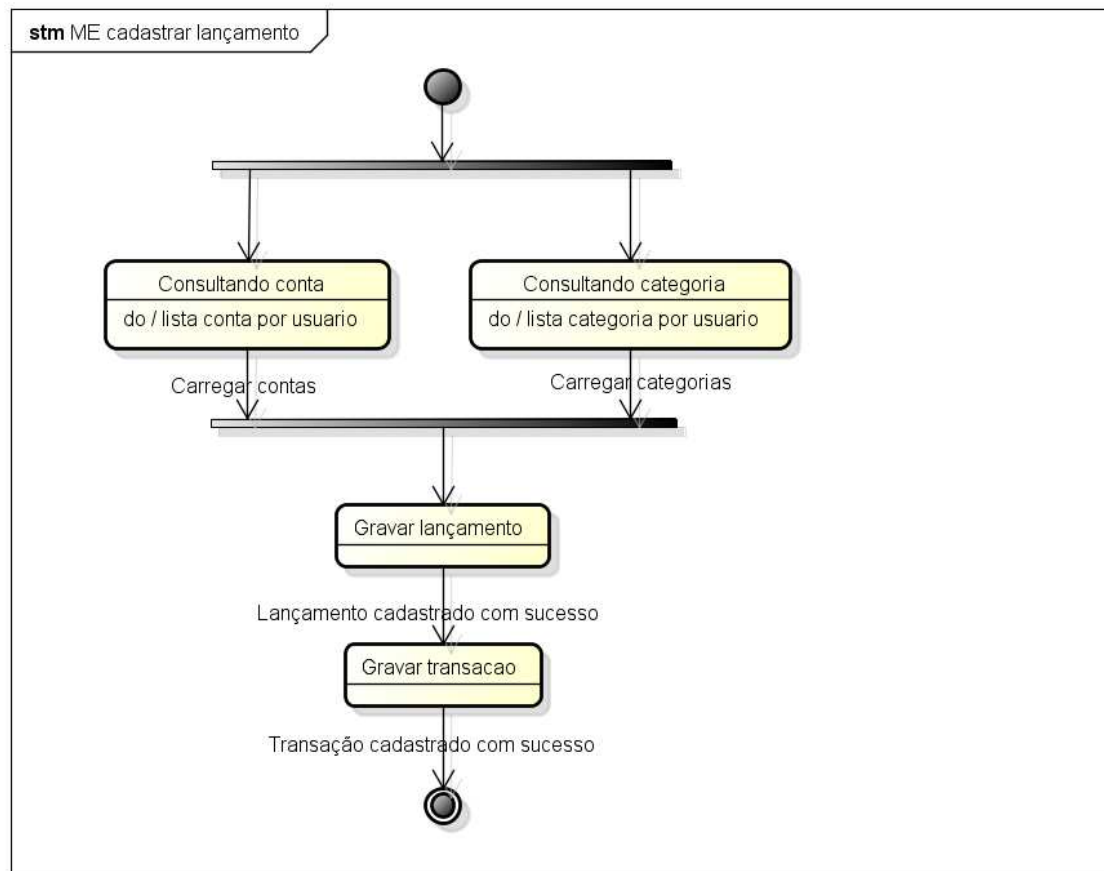 stm ME cadastrar lançamento
Consultando conta
do / lista conta por usuario
Consultando categoria
do / lista categoria por usuario
Carregar contas
Carregar categorias
Gravar lançamento
Lançamento cadastrado com sucesso
Gravar transacao
Transação cadastrado com sucesso